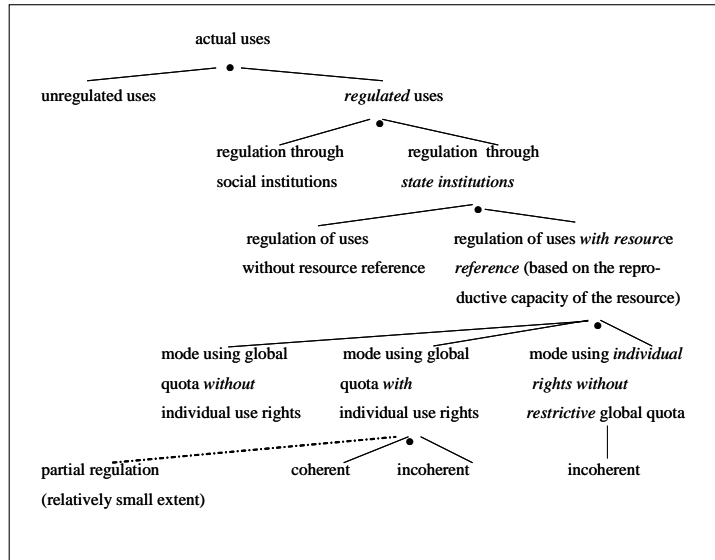 actual uses
unregulated uses
regulated uses
regulation through
social institutions
regulation through
state institutions
regulation of uses
without resource reference
regulation of uses with resource
reference (based on the repro-
ductive capacity of the resource)
mode using global
quota without
individual use rights
mode using global
quota with
individual use rights
mode using individual
rights without
restrictive global quota
partial regulation
(relatively small extent)
coherent
incoherent
incoherent